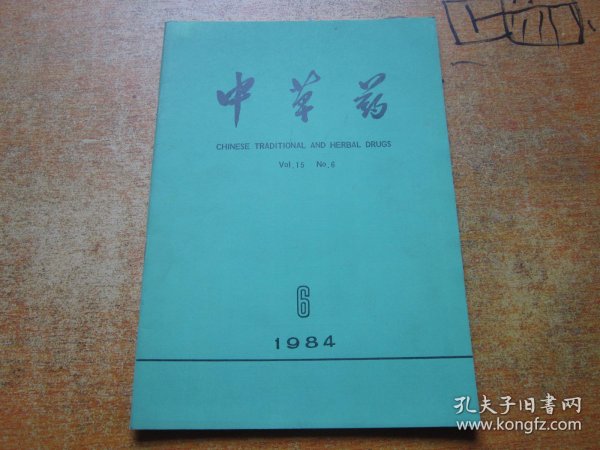 中草药
CHINESE TRADITIONAL AND HERBAL DRUGS
Vol.15 No.6
6
1984
孔夫子旧书网
www.kongfz.com